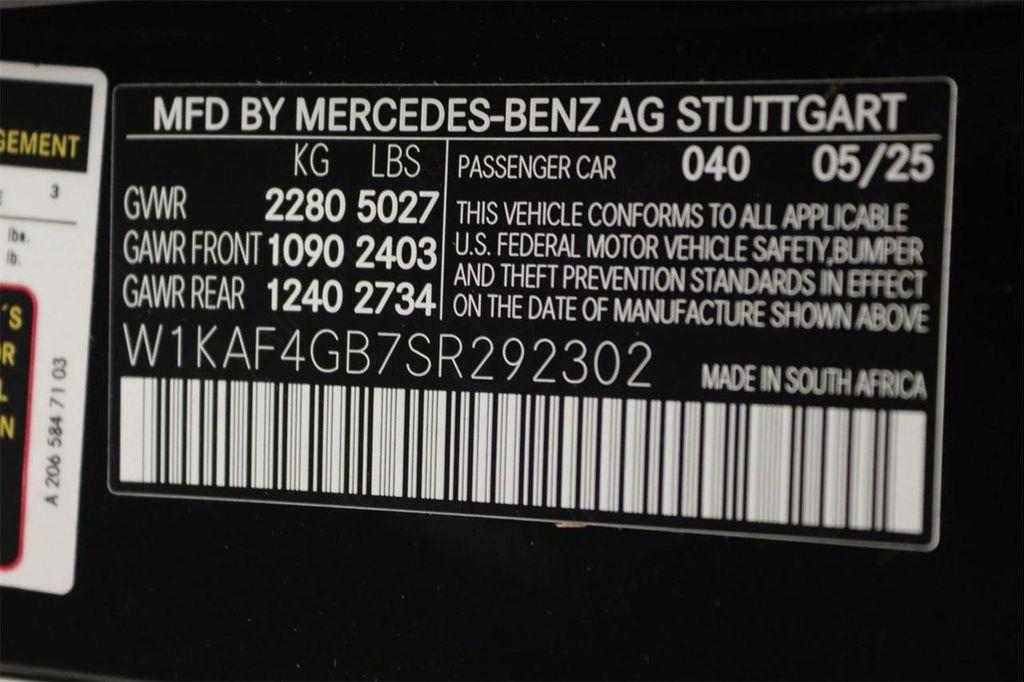 MFD BY MERCEDES-BENZ AG STUTTGART
KG LBS
GVWR 2280 5027
GAWR FRONT 1090 2403
GAWR REAR 1240 2734
PASSENGER CAR 040 05/25
THIS VEHICLE CONFORMS TO ALL APPLICABLE
U.S. FEDERAL MOTOR VEHICLE SAFETY,BUMPER
AND THEFT PREVENTION STANDARDS IN EFFECT
ON THE DATE OF MANUFACTURE SHOWN ABOVE
W1KAF4GB7SR292302
MADE IN SOUTH AFRICA
GEMENT
E 3
lbs.
lb.
´S
R
L
N
A 206 584 71 03